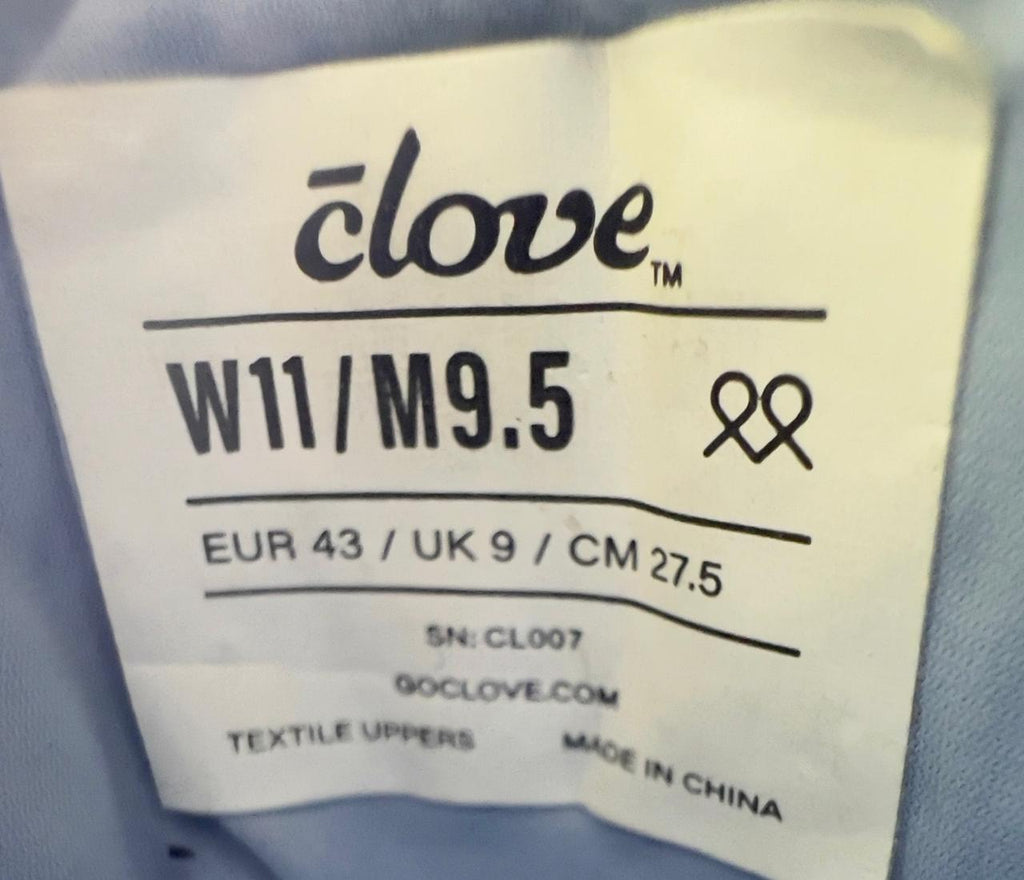 c̄love™
W11/M9.5
EUR 43 / UK 9 / CM 27.5
SN: CL007
GOCLOVE.COM
TEXTILE UPPERS MADE IN CHINA